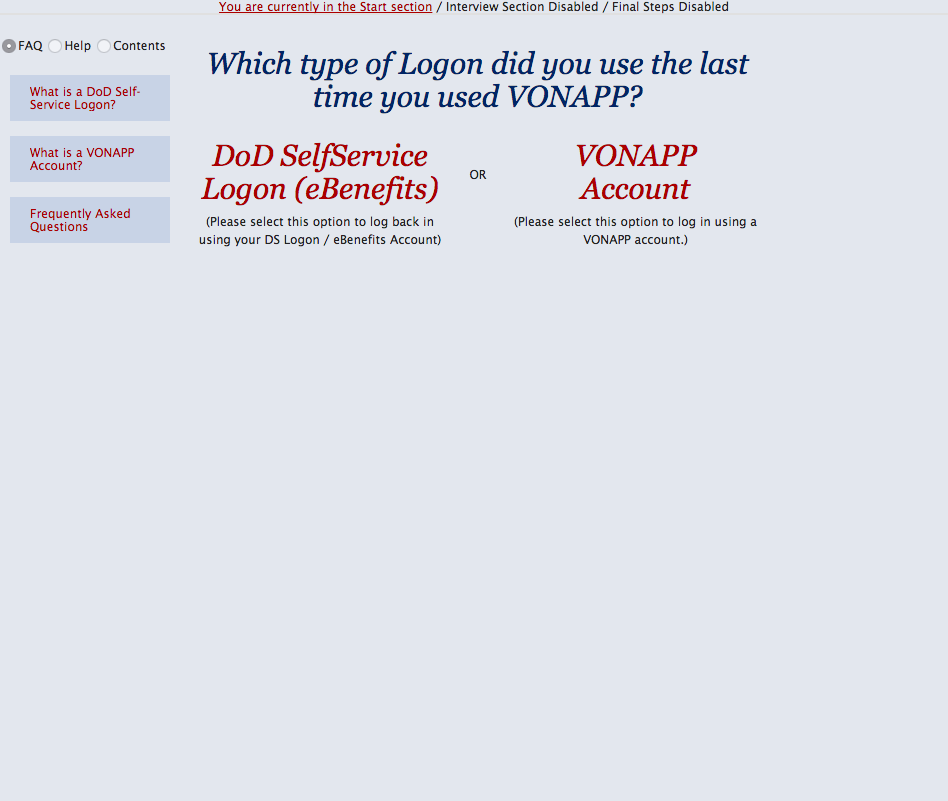 You are currently in the Start section / Interview Section Disabled / Final Steps Disabled
FAQ Help Contents
What is a DoD Self-
Service Logon?
What is a VONAPP
Account?
Frequently Asked
Questions
Which type of Logon did you use the last
time you used VONAPP?
DoD SelfService
Logon (eBenefits)
(Please select this option to log back in
using your DS Logon / eBenefits Account)
OR
VONAPP
Account
(Please select this option to log in using a
VONAPP account.)